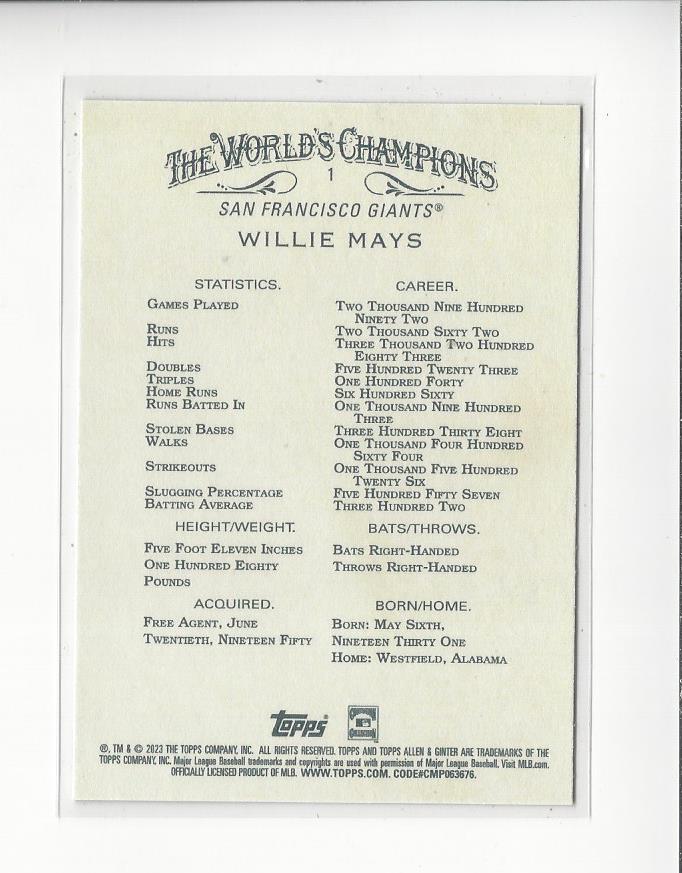 THE WORLD'S CHAMPIONS
1
SAN FRANCISCO GIANTS®
WILLIE MAYS
STATISTICS. CAREER.
GAMES PLAYED TWO THOUSAND NINE HUNDRED
NINETY TWO
RUNS TWO THOUSAND SIXTY TWO
HITS THREE THOUSAND TWO HUNDRED
EIGHTY THREE
DOUBLES FIVE HUNDRED TWENTY THREE
TRIPLES ONE HUNDRED FORTY
HOME RUNS SIX HUNDRED SIXTY
RUNS BATTED IN ONE THOUSAND NINE HUNDRED
THREE
STOLEN BASES THREE HUNDRED THIRTY EIGHT
WALKS ONE THOUSAND FOUR HUNDRED
SIXTY FOUR
STRIKEOUTS ONE THOUSAND FIVE HUNDRED
TWENTY SIX
SLUGGING PERCENTAGE FIVE HUNDRED FIFTY SEVEN
BATTING AVERAGE THREE HUNDRED TWO
HEIGHT/WEIGHT. BATS/THROWS.
FIVE FOOT ELEVEN INCHES BATS RIGHT-HANDED
ONE HUNDRED EIGHTY THROWS RIGHT-HANDED
POUNDS
ACQUIRED. BORN/HOME.
FREE AGENT, JUNE BORN: MAY SIXTH,
TWENTIETH, NINETEEN FIFTY NINETEEN THIRTY ONE
HOME: WESTFIELD, ALABAMA
topps COOPERSTOWN COLLECTION
®, TM & © 2023 THE TOPPS COMPANY, INC. ALL RIGHTS RESERVED. TOPPS AND TOPPS ALLEN & GINTER ARE TRADEMARKS OF THE
TOPPS COMPANY, INC. Major League Baseball trademarks and copyrights are used with permission of Major League Baseball. Visit MLB.com.
OFFICIALLY LICENSED PRODUCT OF MLB. WWW.TOPPS.COM. CODE#CMP063676.